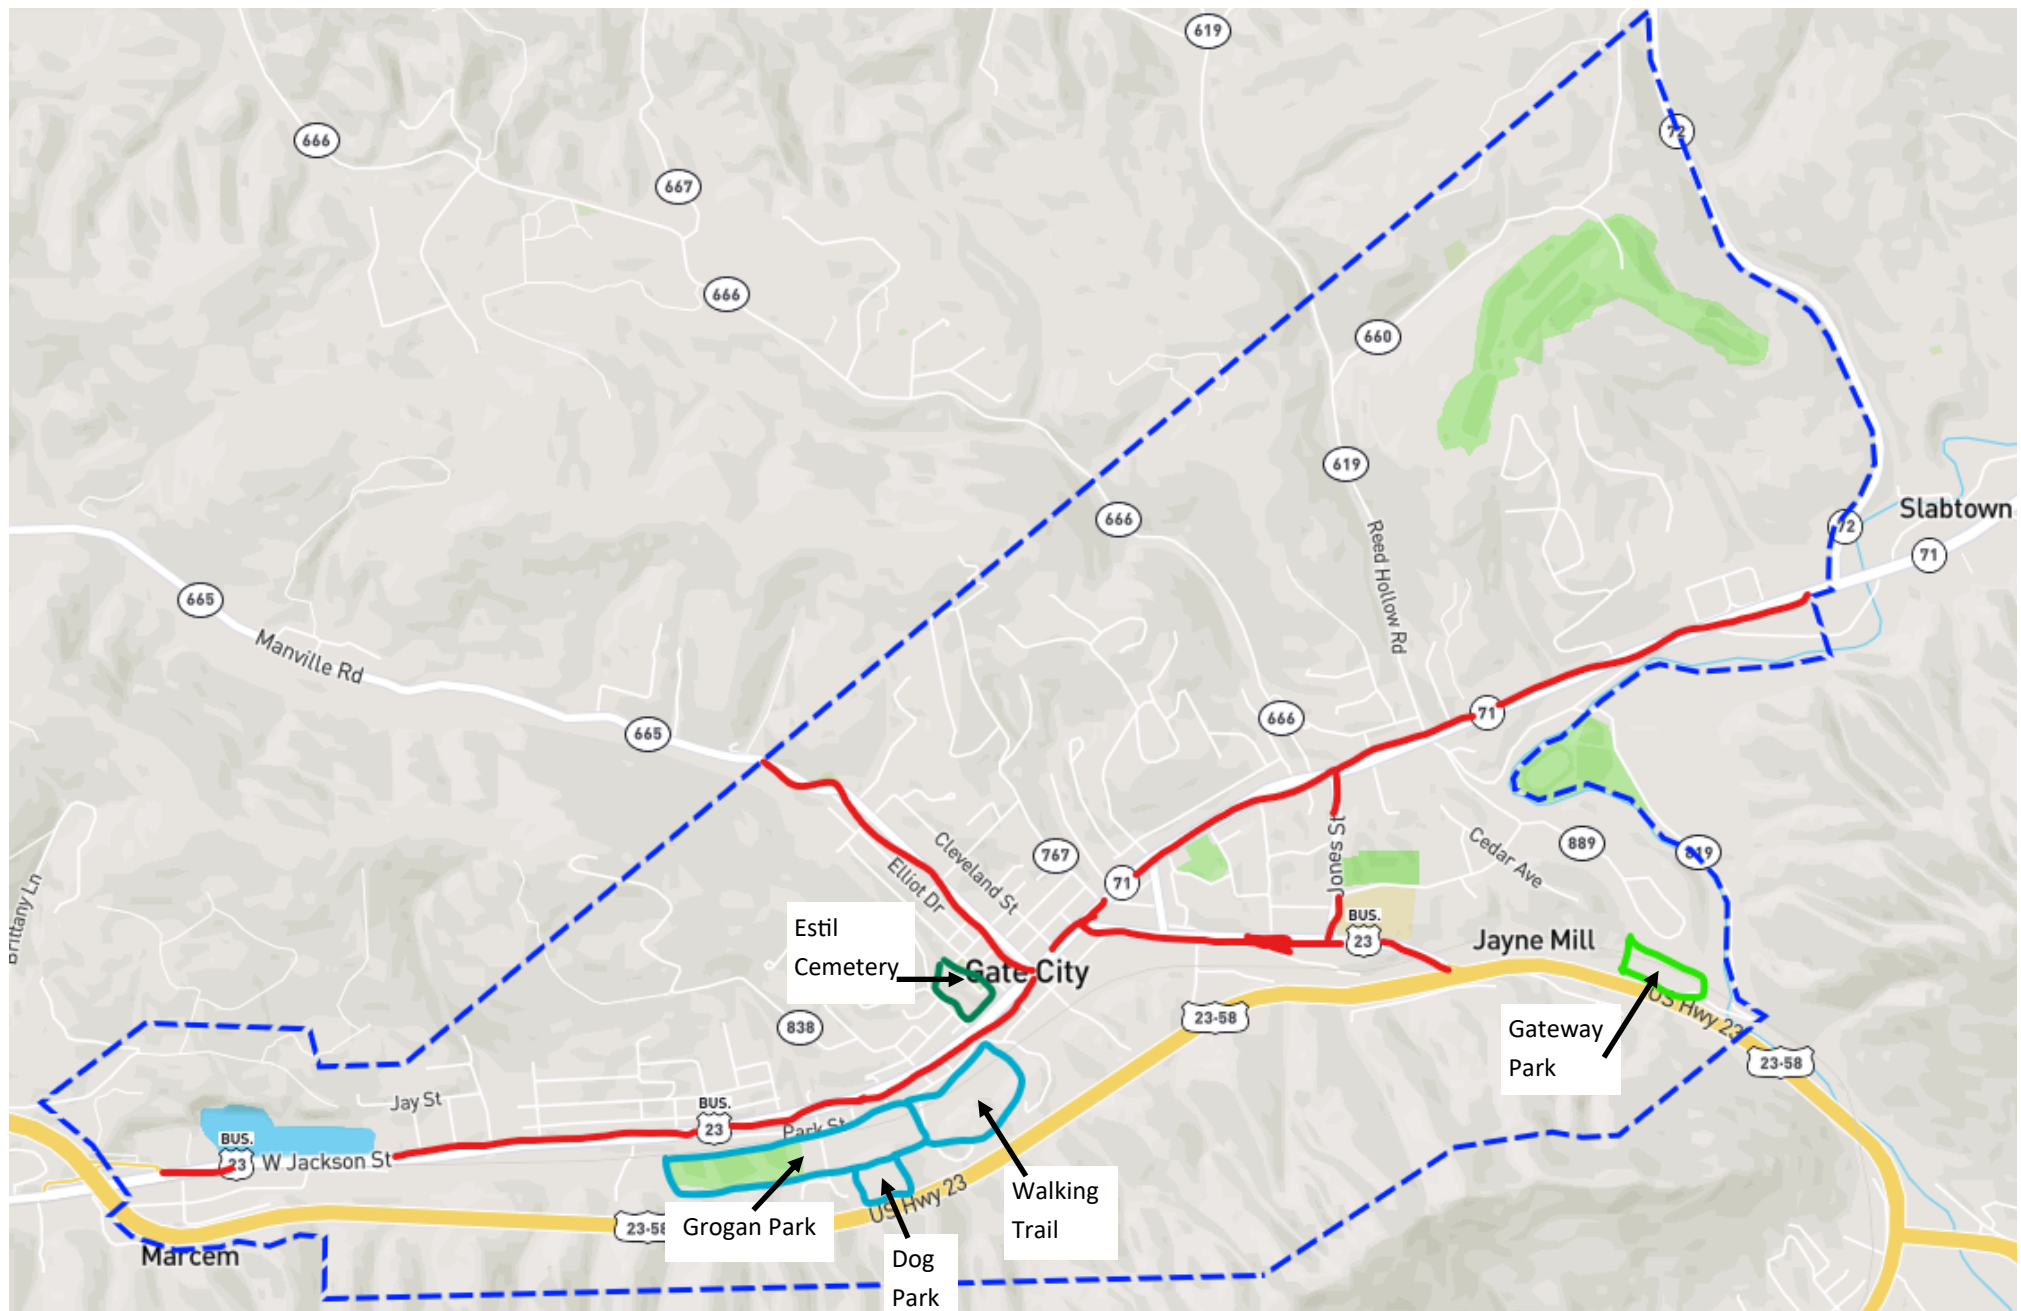 619
72
666
667
666
660
619
Slabtown
72
666
71
Reed Hollow Rd
665
Manville Rd
71
666
665
Cleveland St
Jones St
Cedar Ave
889
819
767
Elliot Dr
71
Brittany Ln
BUS.
23
Estil
Cemetery
Jayne Mill
Gate City
US Hwy 23
23-58
838
Gateway
Park
23-58
Jay St
BUS.
23
Park St
BUS.
23
W Jackson St
Walking
Trail
US Hwy 23
23-58
Grogan Park
Marcem
Dog
Park